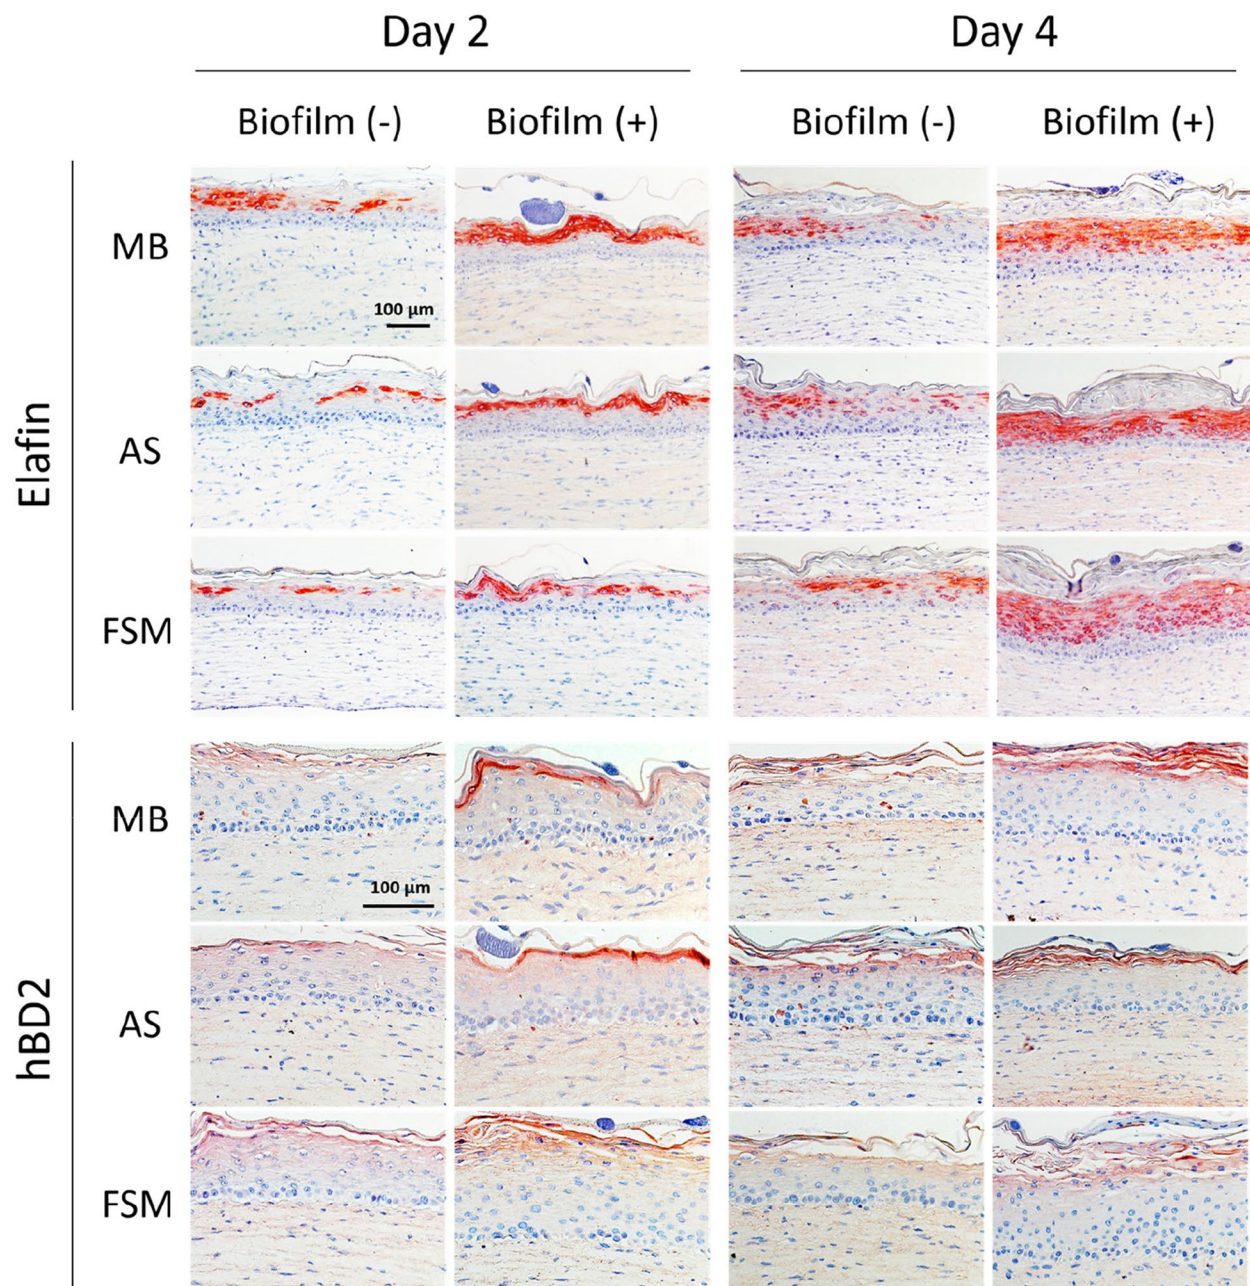 Day 2
Day 4
Biofilm (-)
Biofilm (+)
Biofilm (-)
Biofilm (+)
Elafin
MB
100 µm
AS
FSM
hBD2
MB
100 µm
AS
FSM